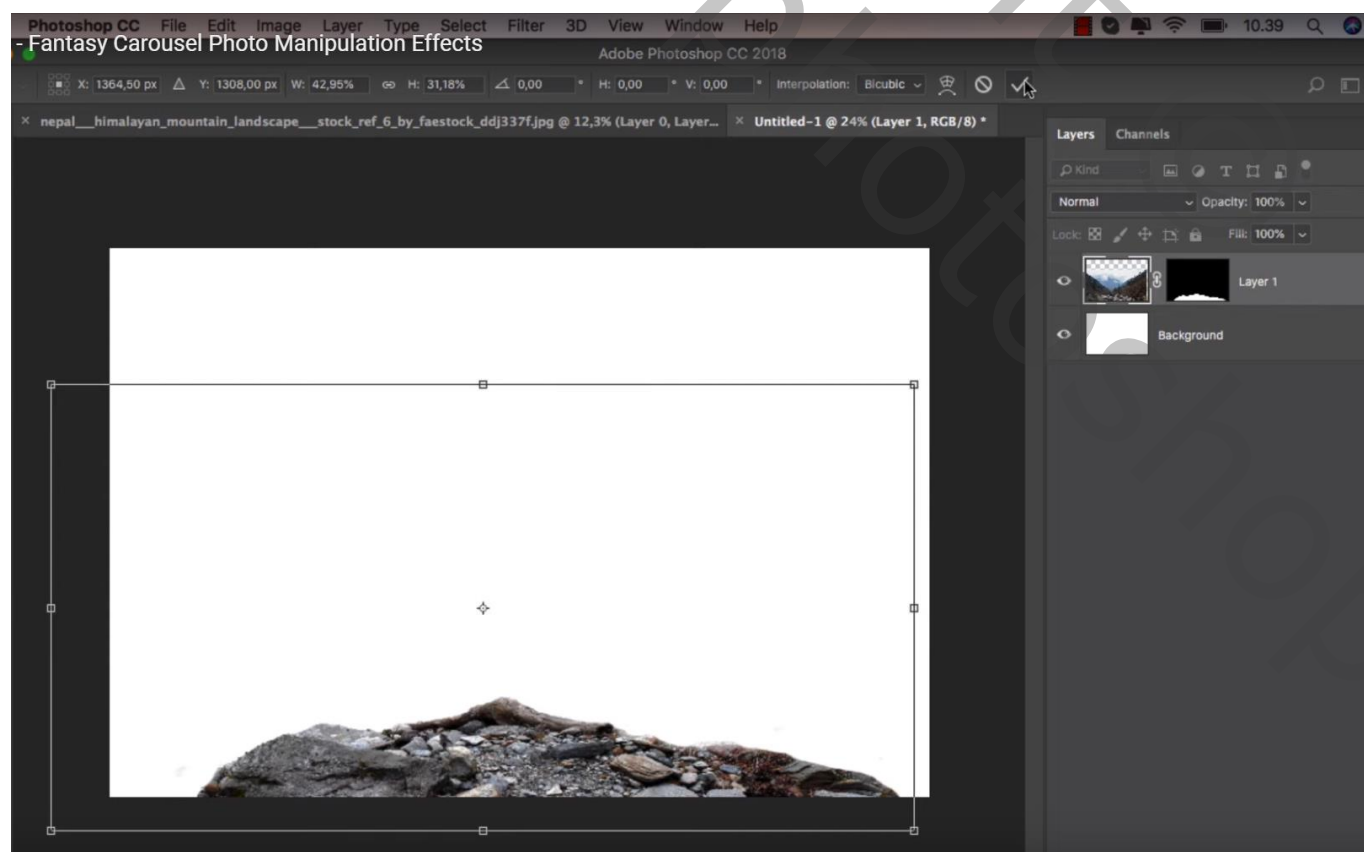 Photoshop CC File Edit Image Layer Type Select Filter 3D View Window Help 10.39
- Fantasy Carousel Photo Manipulation Effects
Adobe Photoshop CC 2018
X: 1364,50 px Y: 1308,00 px W: 42,95% H: 31,18% 0,00 ° H: 0,00 ° V: 0,00 ° Interpolation: Bicubic
× nepal__himalayan_mountain_landscape__stock_ref_6_by_faestock_ddj337f.jpg @ 12,3% (Layer 0, Layer... × Untitled-1 @ 24% (Layer 1, RGB/8) *
Layers Channels
Kind
Normal Opacity: 100%
Lock: Fill: 100%
Layer 1
Background